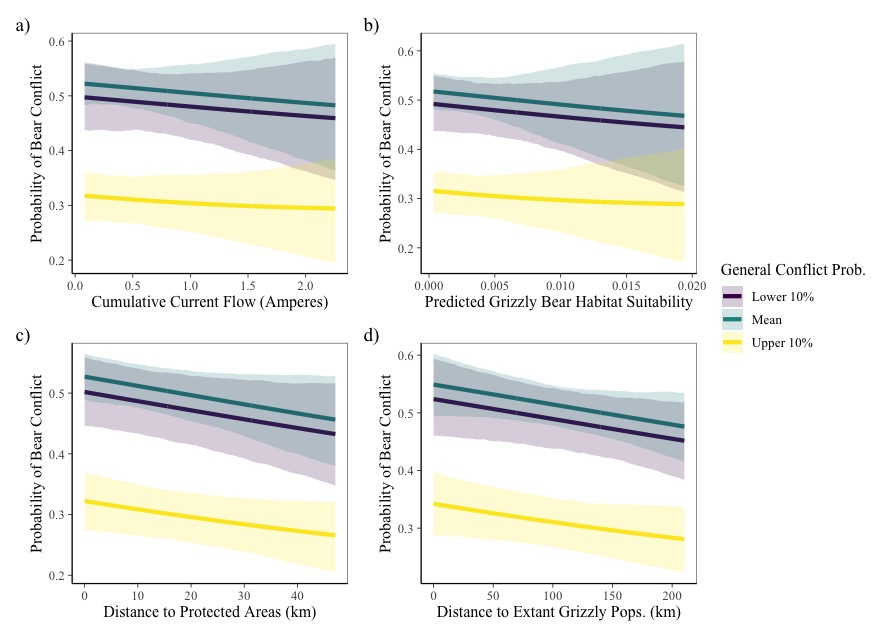 a)
Probability of Bear Conflict
0.6
0.5
0.4
0.3
0.2
0.0 0.5 1.0 1.5 2.0
Cumulative Current Flow (Amperes)
b)
Probability of Bear Conflict
0.6
0.5
0.4
0.3
0.2
0.000 0.005 0.010 0.015 0.020
Predicted Grizzly Bear Habitat Suitability
c)
Probability of Bear Conflict
0.5
0.4
0.3
0.2
0 10 20 30 40
Distance to Protected Areas (km)
d)
Probability of Bear Conflict
0.6
0.5
0.4
0.3
0 50 100 150 200
Distance to Extant Grizzly Pops. (km)
General Conflict Prob.
Lower 10%
Mean
Upper 10%